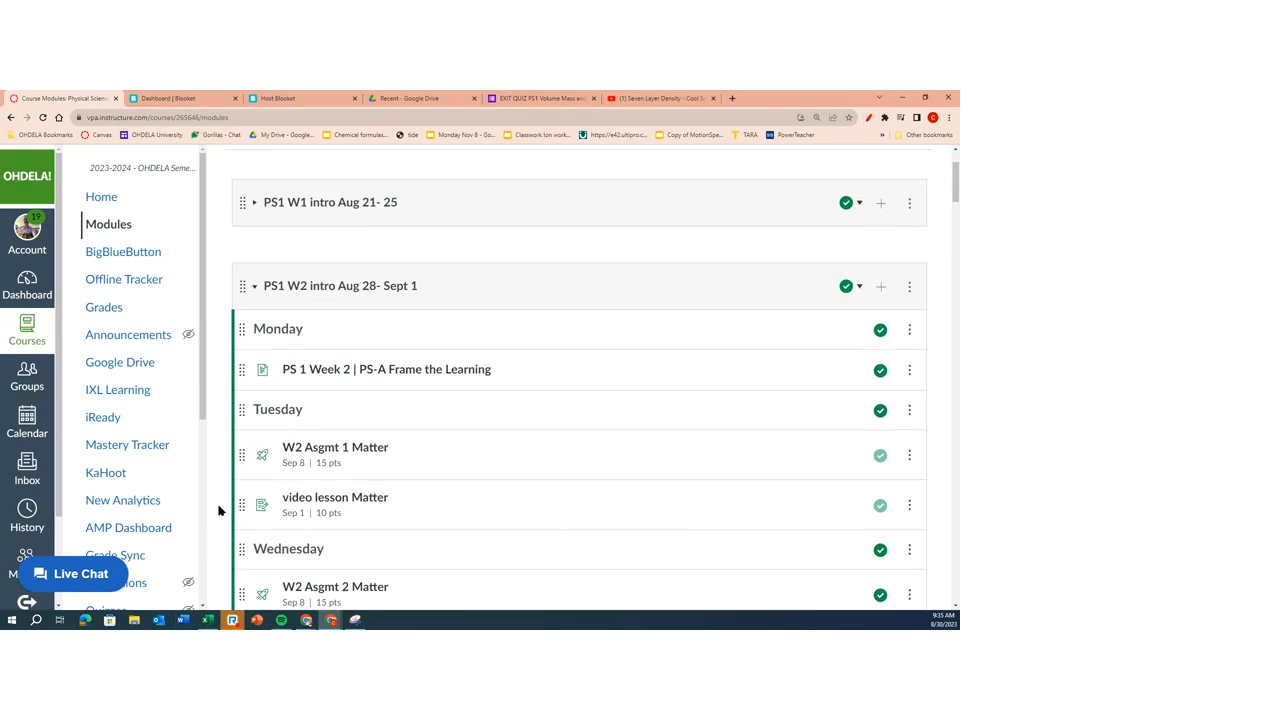 Course Modules: Physical Scienc
Dashboard | Blooket
Host Blooket
Recent - Google Drive
EXIT QUIZ PS1 Volume Mass and
(1) Seven Layer Density - Cool S
vpa.instructure.com/courses/265646/modules
C
OHDELA Bookmarks
Canvas
OHDELA University
Gorillas - Chat
My Drive - Google...
Chemical formulas...
tide
Monday Nov 8 - Go...
Classwork Ion work...
https://e42.ultipro.c...
Copy of MotionSpe...
TARA
PowerTeacher
Other bookmarks
OHDELA!
19
Account
Dashboard
Courses
Groups
Calendar
Inbox
History
2023-2024 - OHDELA Seme...
Home
Modules
BigBlueButton
Offline Tracker
Grades
Announcements
Google Drive
IXL Learning
iReady
Mastery Tracker
KaHoot
New Analytics
AMP Dashboard
Grade Sync
Live Chat
PS1 W1 intro Aug 21- 25
PS1 W2 intro Aug 28- Sept 1
Monday
PS 1 Week 2 | PS-A Frame the Learning
Tuesday
W2 Asgmt 1 Matter
Sep 8 | 15 pts
video lesson Matter
Sep 1 | 10 pts
Wednesday
W2 Asgmt 2 Matter
Sep 8 | 15 pts
9:35 AM
8/30/2023